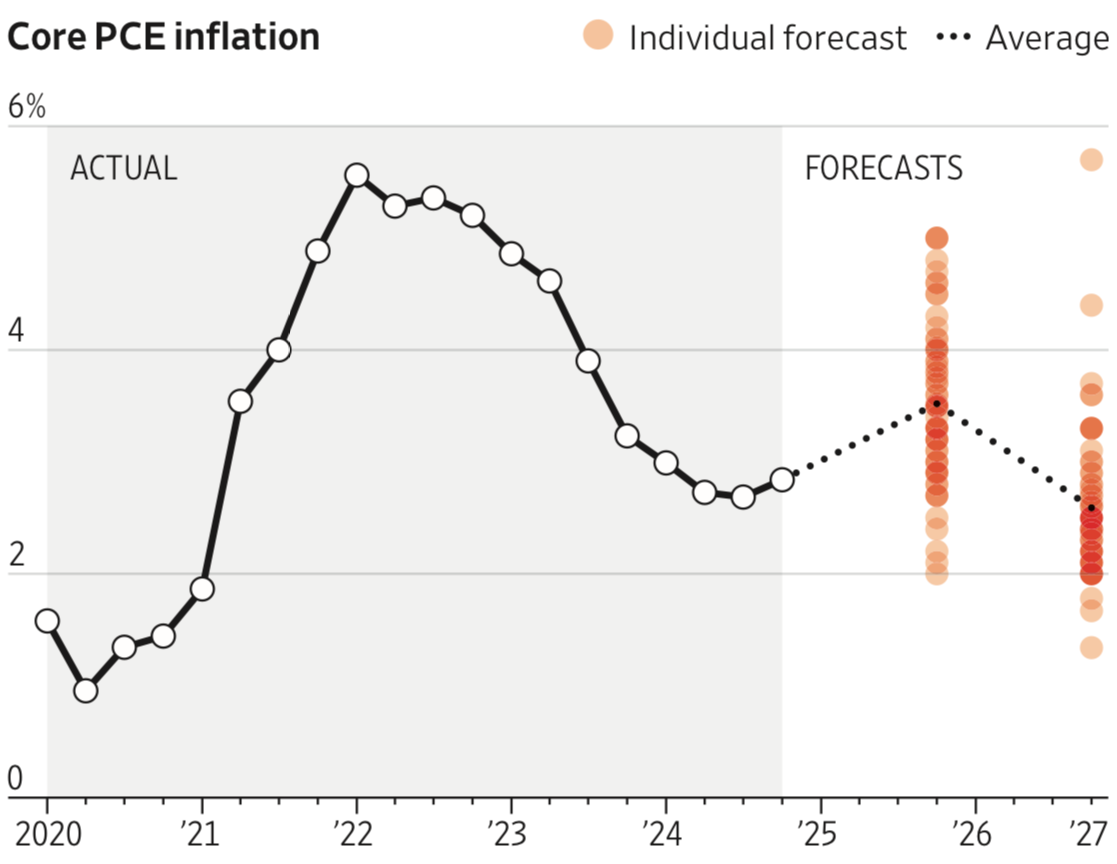 Core PCE inflation
Individual forecast
Average
6%
ACTUAL
FORECASTS
4
2
0
2020 ’21 ’22 ’23 ’24 ’25 ’26 ’27